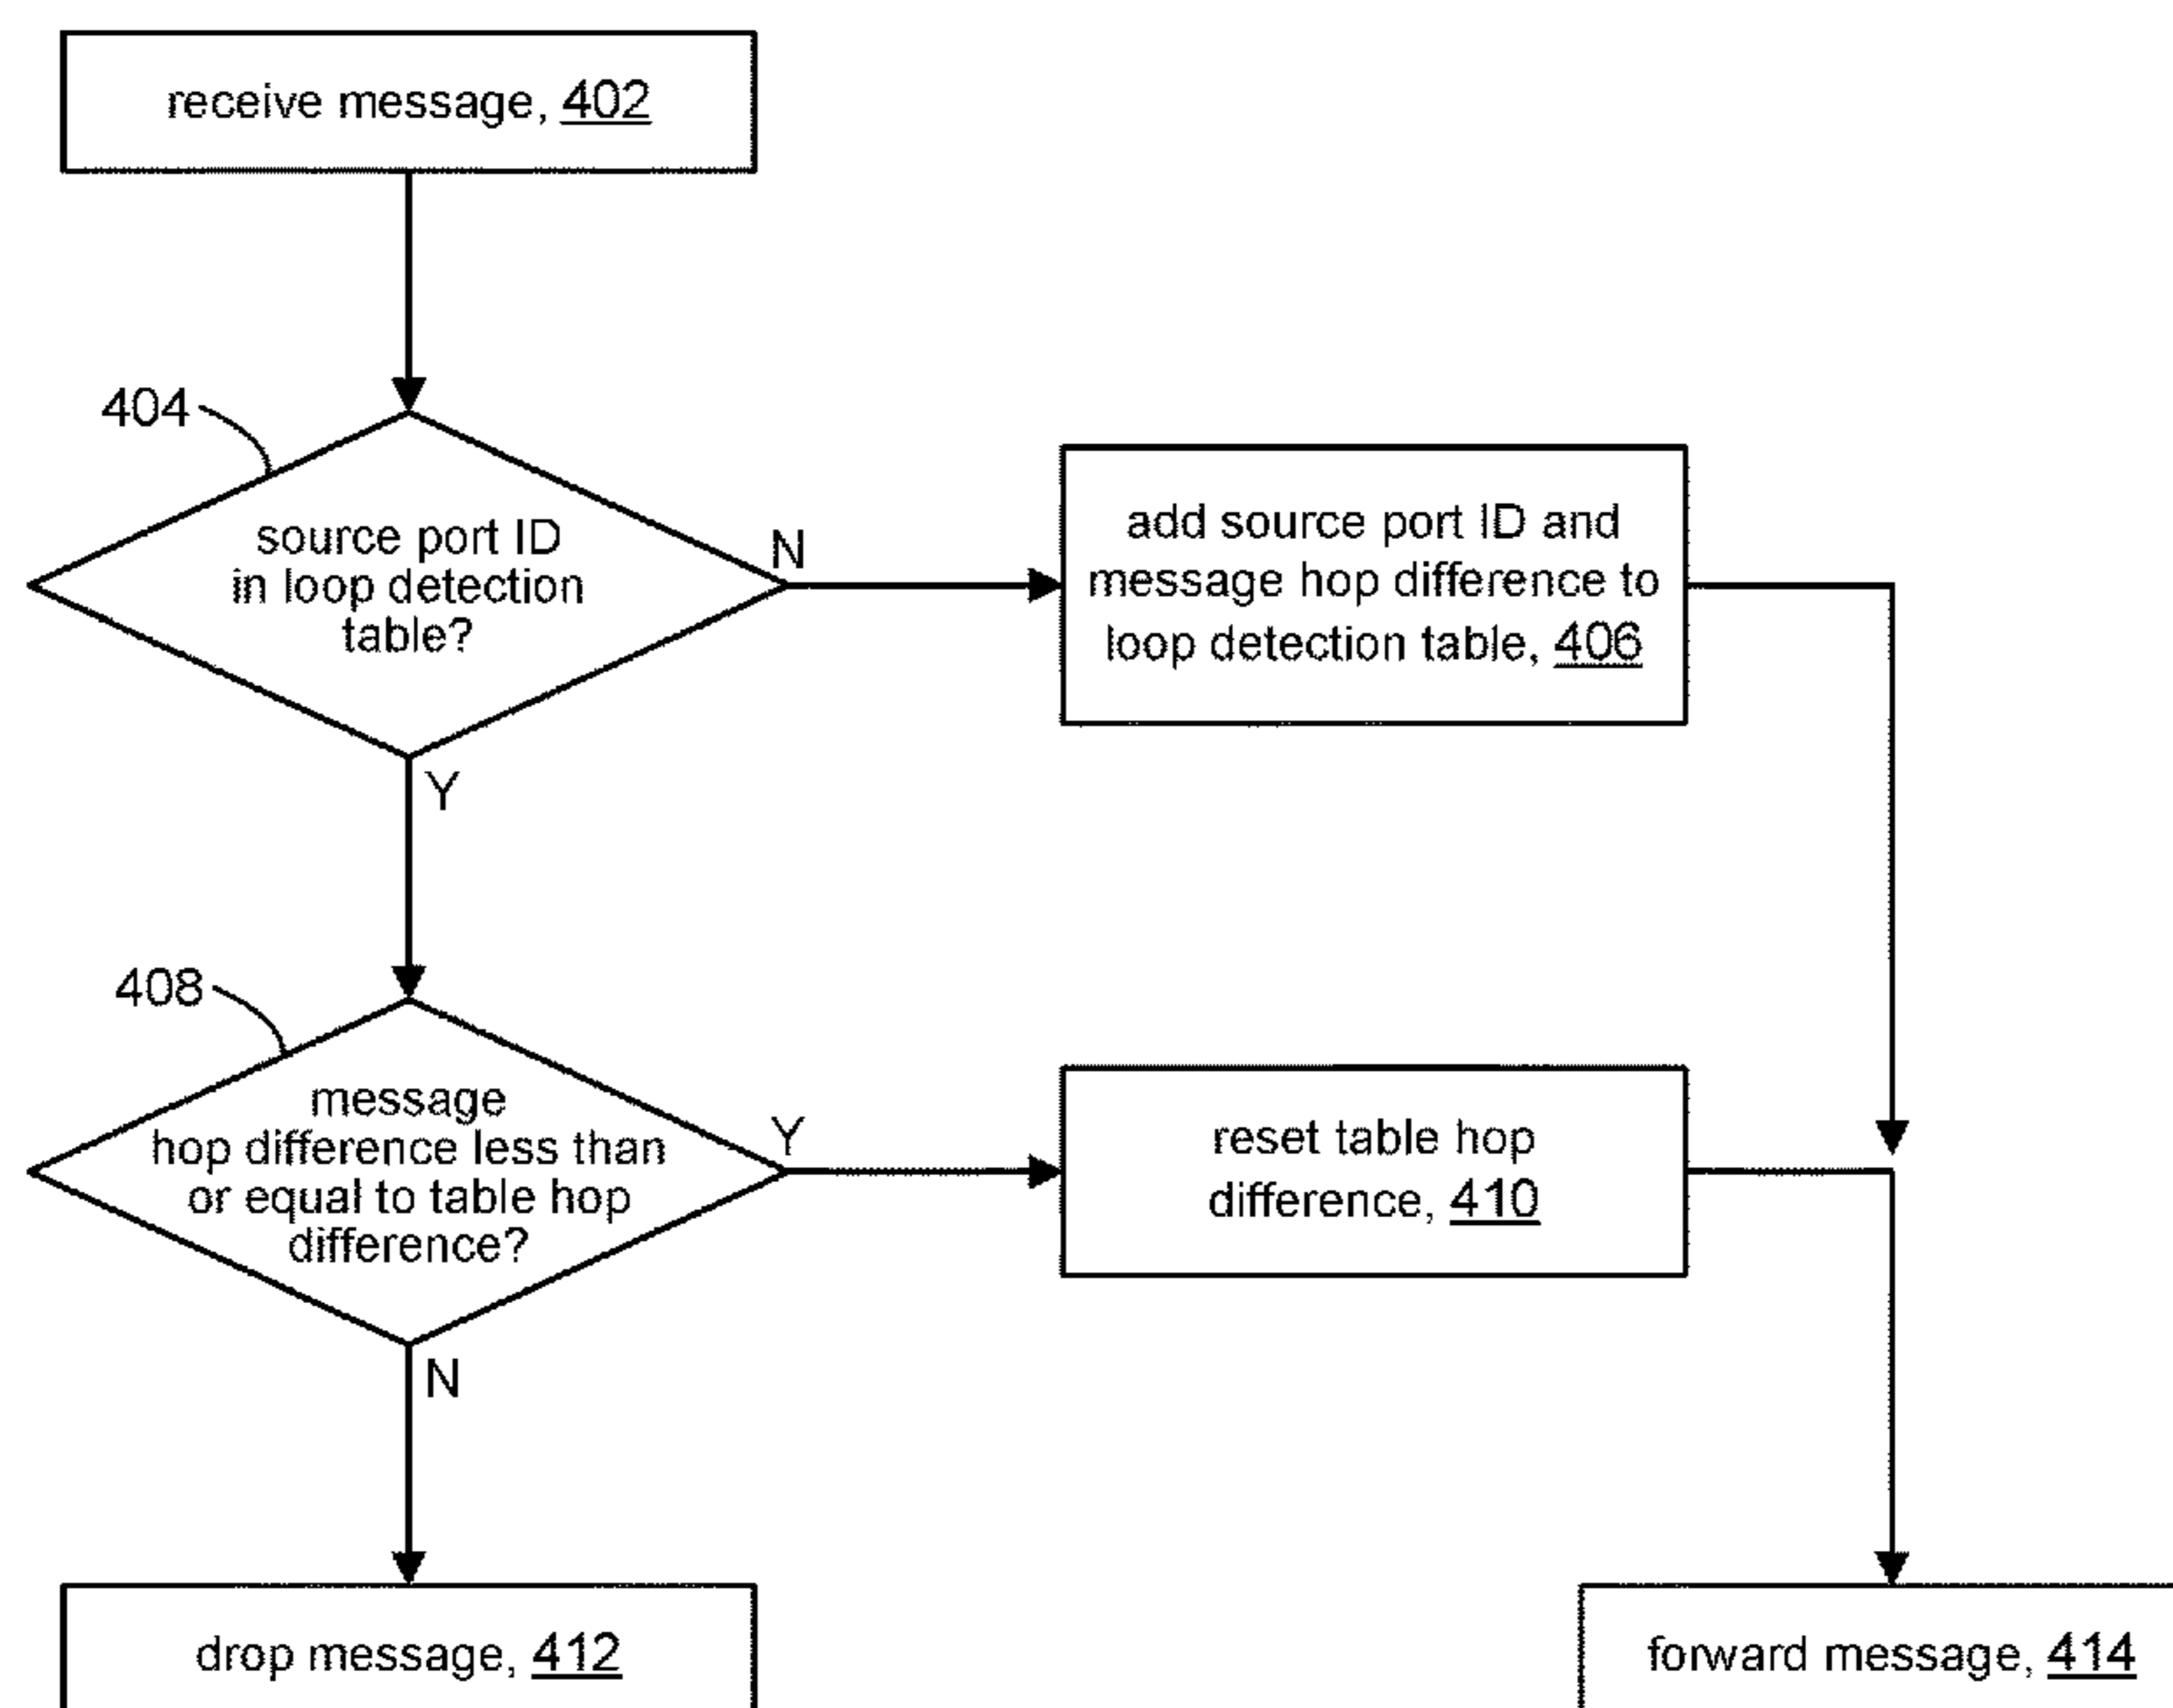 receive message, 402
404
source port ID
in loop detection
table?
N
add source port ID and
message hop difference to
loop detection table, 406
Y
408
message
hop difference less than
or equal to table hop
difference?
Y
reset table hop
difference, 410
N
drop message, 412
forward message, 414